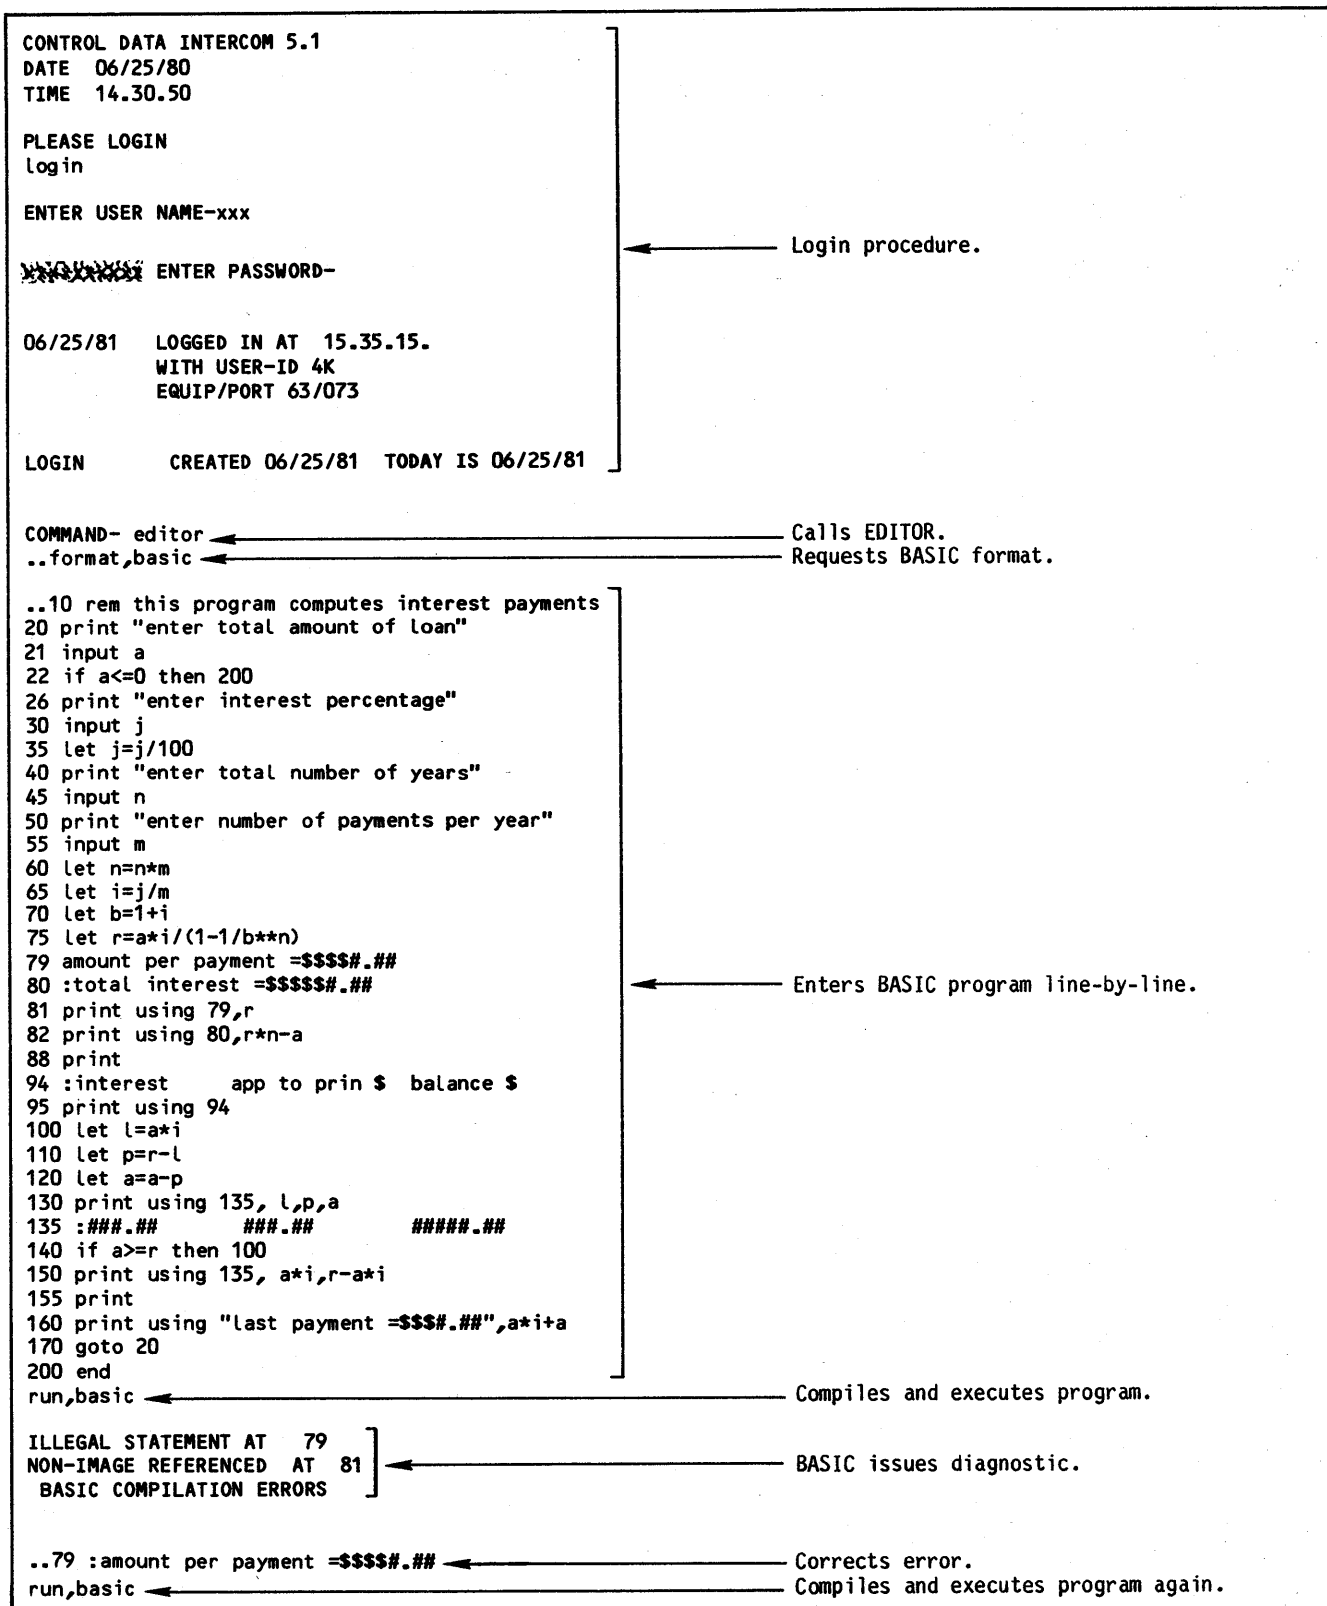 CONTROL DATA INTERCOM 5.1
DATE 06/25/80
TIME 14.30.50
PLEASE LOGIN
login
ENTER USER NAME-xxx
Login procedure.
ENTER PASSWORD-
06/25/81 LOGGED IN AT 15.35.15.
WITH USER-ID 4K
EQUIP/PORT 63/073
LOGIN CREATED 06/25/81 TODAY IS 06/25/81
COMMAND- editor Calls EDITOR.
..format,basic Requests BASIC format.
..10 rem this program computes interest payments
20 print "enter total amount of loan"
21 input a
22 if a<=0 then 200
26 print "enter interest percentage"
30 input j
35 let j=j/100
40 print "enter total number of years"
45 input n
50 print "enter number of payments per year"
55 input m
60 let n=n*m
65 let i=j/m
70 let b=1+i
75 let r=a*i/(1-1/b**n)
79 amount per payment =$$$$#.##
80 :total interest =$$$$$#.## Enters BASIC program line-by-line.
81 print using 79,r
82 print using 80,r*n-a
88 print
94 :interest app to prin $ balance $
95 print using 94
100 let l=a*i
110 let p=r-l
120 let a=a-p
130 print using 135, l,p,a
135 :###.## ###.## #####.##
140 if a>=r then 100
150 print using 135, a*i,r-a*i
155 print
160 print using "last payment =$$$#.##",a*i+a
170 goto 20
200 end
run,basic Compiles and executes program.
ILLEGAL STATEMENT AT 79
NON-IMAGE REFERENCED AT 81 BASIC issues diagnostic.
BASIC COMPILATION ERRORS
..79 :amount per payment =$$$$#.## Corrects error.
run,basic Compiles and executes program again.